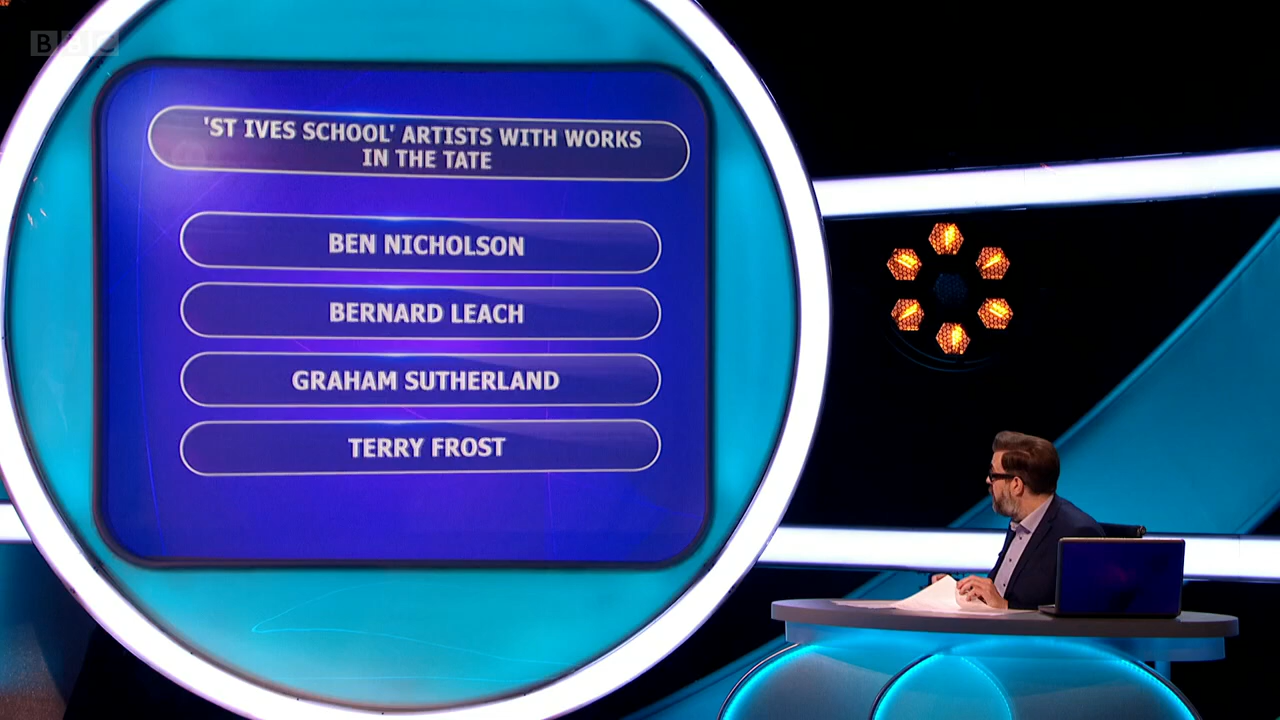 BBC
'ST IVES SCHOOL' ARTISTS WITH WORKS
IN THE TATE
BEN NICHOLSON
BERNARD LEACH
GRAHAM SUTHERLAND
TERRY FROST